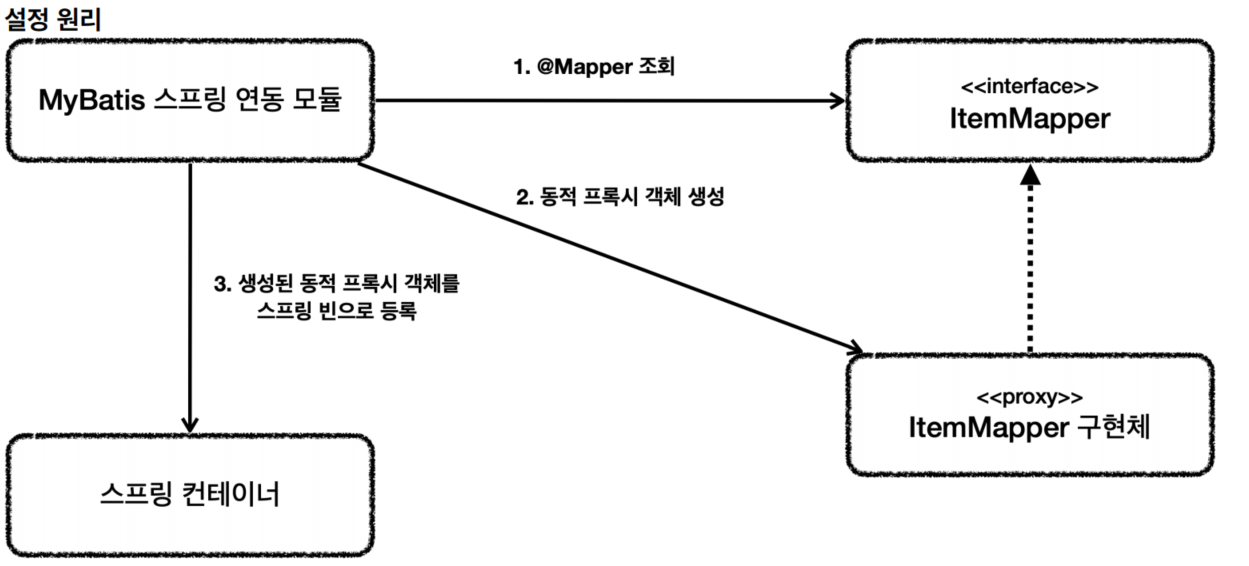 설정 원리
MyBatis 스프링 연동 모듈
1. @Mapper 조회
<<interface>>
ItemMapper
2. 동적 프록시 객체 생성
3. 생성된 동적 프록시 객체를
스프링 빈으로 등록
<<proxy>>
ItemMapper 구현체
스프링 컨테이너